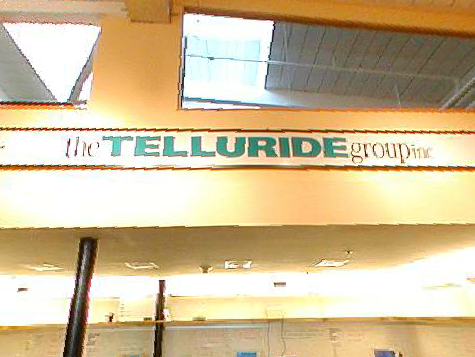 the TELLURIDE group inc